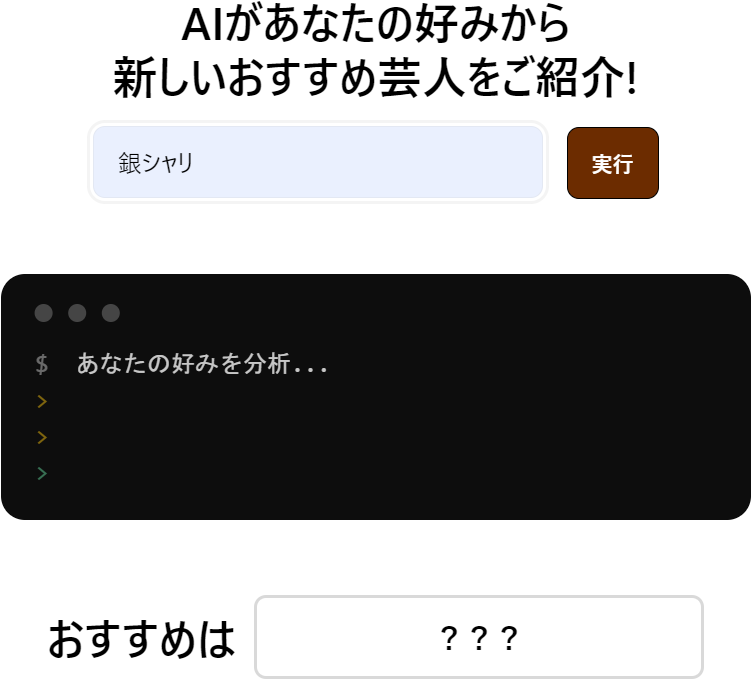 AIがあなたの好みから
新しいおすすめ芸人をご紹介!
銀シャリ
実行
$ あなたの好みを分析...
>
>
>
おすすめは
？？？